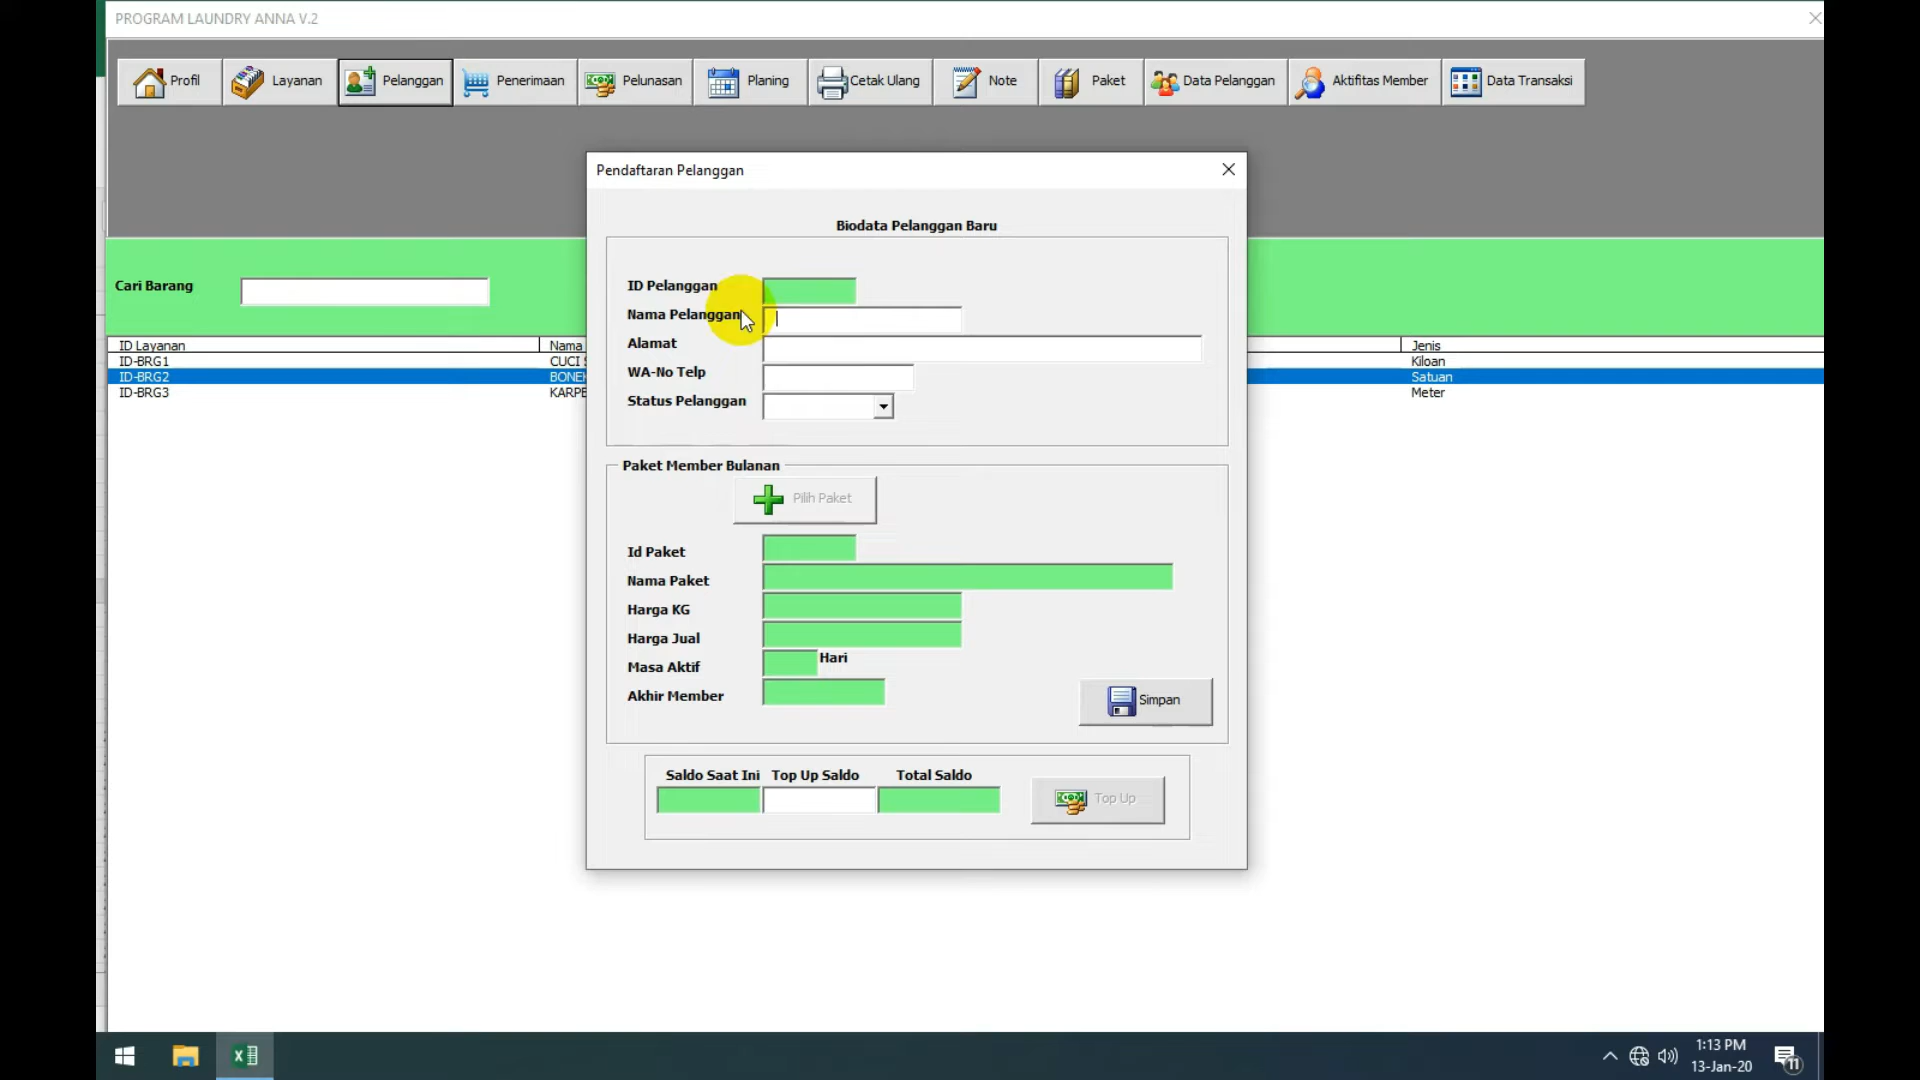 PROGRAM LAUNDRY ANNA V.2
Profil
Layanan
Pelanggan
Penerimaan
Pelunasan
Planing
Cetak Ulang
Note
Paket
Data Pelanggan
Aktifitas Member
Data Transaksi
Pendaftaran Pelanggan
Biodata Pelanggan Baru
Cari Barang
ID Pelanggan
Nama Pelanggan
Alamat
WA-No Telp
Status Pelanggan
ID Layanan Nama Jenis
ID-BRG1 CUCI Kiloan
ID-BRG2 Satuan
ID-BRG3 Meter
Paket Member Bulanan
Pilih Paket
Id Paket
Nama Paket
Harga KG
Harga Jual
Masa Aktif Hari
Akhir Member
Simpan
Saldo Saat Ini Top Up Saldo Total Saldo
Top Up
1:13 PM
13-Jan-20
11